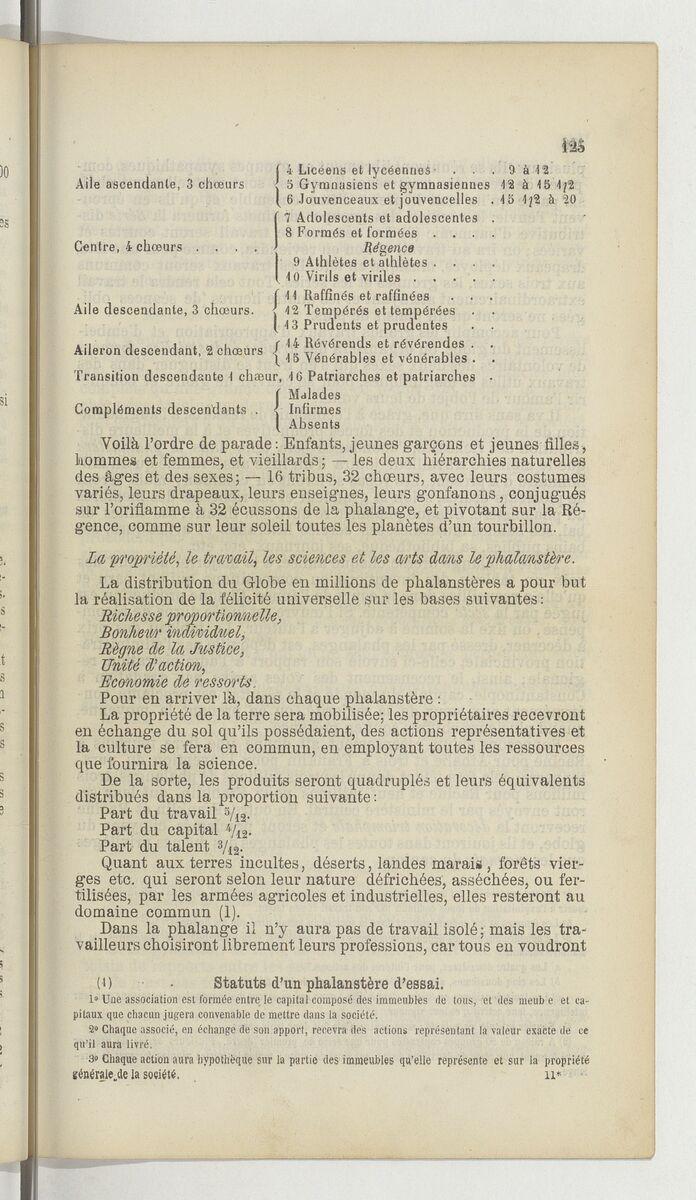 125
Aile ascendante, 3 chœurs { 4 Licéens et lycéennes . . . 9 à 12
5 Gymnasiens et gymnasiennes 12 à 15 1/2
6 Jouvenceaux et jouvencelles . 15 1/2 à 20
Centre, 4 chœurs . . . . { 7 Adolescents et adolescentes .
8 Formés et formées . . . .
Régence
9 Athlètes et athlètes . . . .
10 Virils et viriles . . . . .
Aile descendante, 3 chœurs. { 11 Raffinés et raffinées . . .
12 Tempérés et tempérées . .
13 Prudents et prudentes . .
Aileron descendant, 2 chœurs { 14 Révérends et révérendes . .
15 Vénérables et vénérables . .
Transition descendante 1 chœur, 16 Patriarches et patriarches .
Compléments descendants . { Malades
Infirmes
Absents
Voilà l'ordre de parade : Enfants, jeunes garçons et jeunes filles,
hommes et femmes, et vieillards; — les deux hiérarchies naturelles
des âges et des sexes; — 16 tribus, 32 chœurs, avec leurs costumes
variés, leurs drapeaux, leurs enseignes, leurs gonfanons, conjugués
sur l'oriflamme à 32 écussons de la phalange, et pivotant sur la Ré-
gence, comme sur leur soleil toutes les planètes d'un tourbillon.
La propriété, le travail, les sciences et les arts dans le phalanstère.
La distribution du Globe en millions de phalanstères a pour but
la réalisation de la félicité universelle sur les bases suivantes :
Richesse proportionnelle,
Bonheur individuel,
Règne de la Justice,
Unité d'action,
Economie de ressorts.
Pour en arriver là, dans chaque phalanstère :
La propriété de la terre sera mobilisée; les propriétaires recevront
en échange du sol qu'ils possédaient, des actions représentatives et
la culture se fera en commun, en employant toutes les ressources
que fournira la science.
De la sorte, les produits seront quadruplés et leurs équivalents
distribués dans la proportion suivante :
Part du travail 5/12.
Part du capital 4/12.
Part du talent 3/12.
Quant aux terres incultes, déserts, landes marais, forêts vier-
ges etc. qui seront selon leur nature défrichées, asséchées, ou fer-
tilisées, par les armées agricoles et industrielles, elles resteront au
domaine commun (1).
Dans la phalange il n'y aura pas de travail isolé; mais les tra-
vailleurs choisiront librement leurs professions, car tous en voudront
(1) Statuts d'un phalanstère d'essai.
1º Une association est formée entre le capital composé des immeubles de tous, et des meub e et ca-
pitaux que chacun jugera convenable de mettre dans la société.
2º Chaque associé, en échange de son apport, recevra des actions représentant la valeur exacte de ce
qu'il aura livré.
3º Chaque action aura hypothèque sur la partie des immeubles qu'elle représente et sur la propriété
générale de la société.
11*